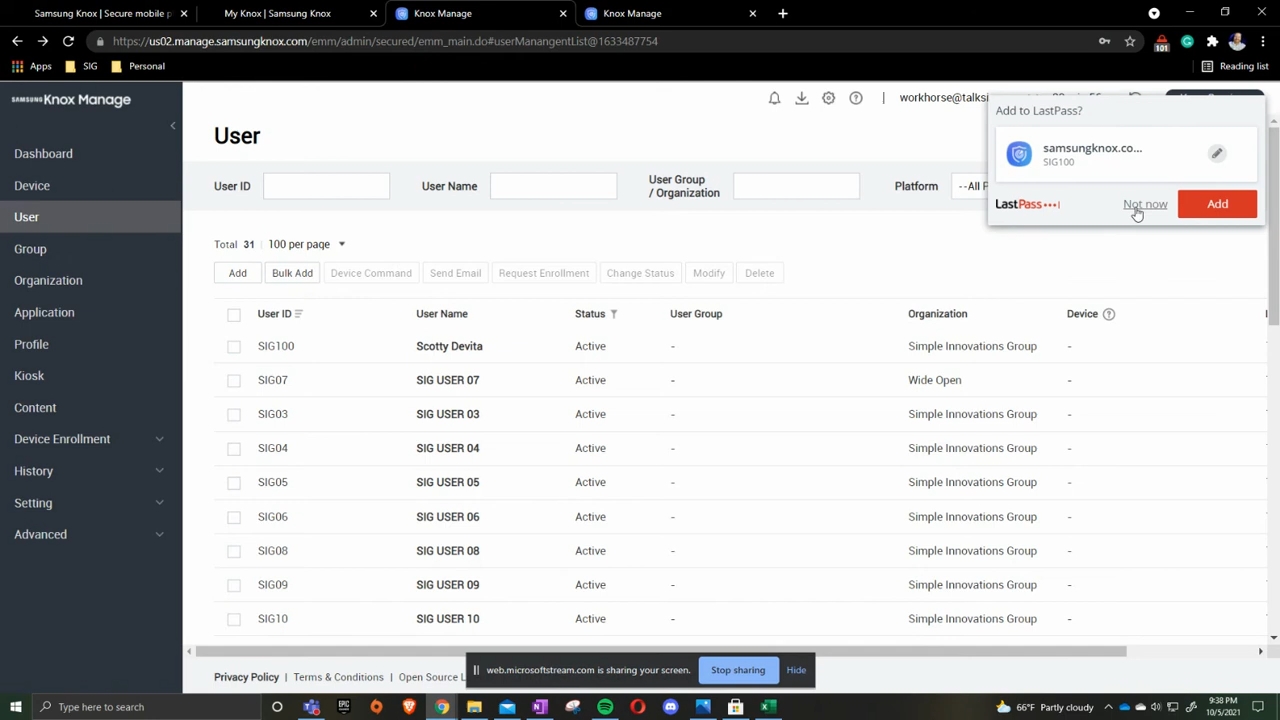 Samsung Knox | Secure mobile p
My Knox | Samsung Knox
Knox Manage
Knox Manage
https://us02.manage.samsungknox.com/emm/admin/secured/emm_main.do#userManangentList@1633487754
101
Apps
SIG
Personal
Reading list
SAMSUNG Knox Manage
workhorse@talksi
Add to LastPass?
samsungknox.co...
SIG100
LastPass
Not now
Add
Dashboard
Device
User
Group
Organization
Application
Profile
Kiosk
Content
Device Enrollment
History
Setting
Advanced
User
User ID
User Name
User Group
/ Organization
Platform
--All P
Total 31
100 per page
Add
Bulk Add
Device Command
Send Email
Request Enrollment
Change Status
Modify
Delete
User ID User Name Status User Group Organization Device
SIG100 Scotty Devita Active - Simple Innovations Group -
SIG07 SIG USER 07 Active - Wide Open -
SIG03 SIG USER 03 Active - Simple Innovations Group -
SIG04 SIG USER 04 Active - Simple Innovations Group -
SIG05 SIG USER 05 Active - Simple Innovations Group -
SIG06 SIG USER 06 Active - Simple Innovations Group -
SIG08 SIG USER 08 Active - Simple Innovations Group -
SIG09 SIG USER 09 Active - Simple Innovations Group -
SIG10 SIG USER 10 Active - Simple Innovations Group -
web.microsoftstream.com is sharing your screen.
Stop sharing
Hide
Privacy Policy
Terms & Conditions
Open Source L
Type here to search
66°F Partly cloudy
9:38 PM
10/5/2021